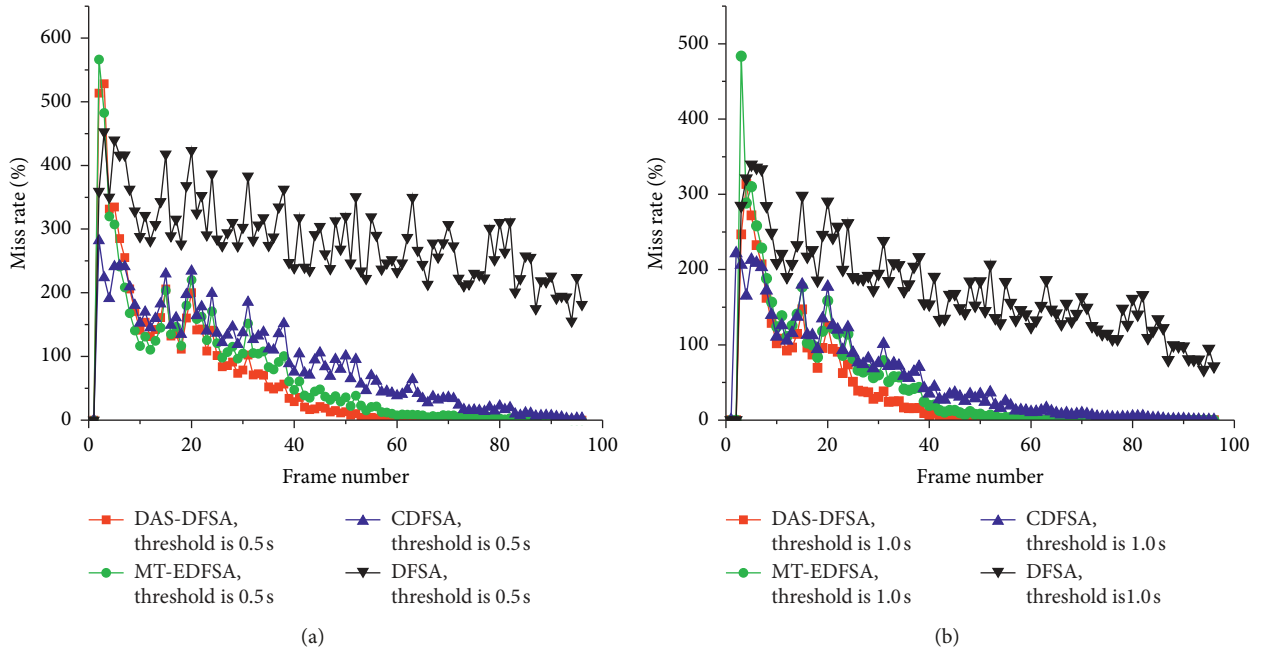 600
500
400
300
200
100
0
Miss rate (%)
0
20
40
60
80
100
Frame number
DAS-DFSA,
threshold is 0.5 s
MT-EDFSA,
threshold is 0.5 s
CDFSA,
threshold is 0.5 s
DFSA,
threshold is 0.5 s
(a)
500
400
300
200
100
0
Miss rate (%)
0
20
40
60
80
100
Frame number
DAS-DFSA,
threshold is 1.0 s
MT-EDFSA,
threshold is 1.0 s
CDFSA,
threshold is 1.0 s
DFSA,
threshold is1.0 s
(b)